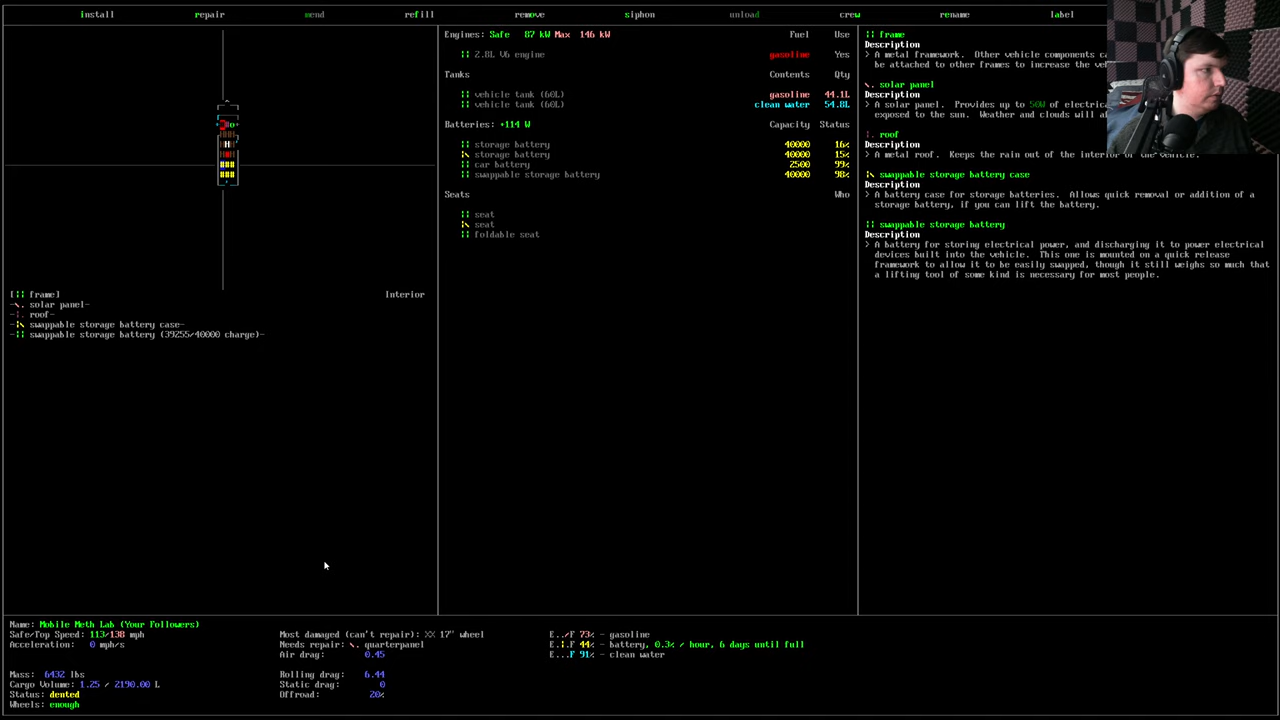 install repair mend refill remove siphon unload crew rename label
Engines: Safe 87 kW Max 146 kW Fuel Use
2.8L V6 engine gasoline Yes
Tanks Contents Qty
vehicle tank (60L) gasoline 44.1L
vehicle tank (60L) clean water 54.8L
Batteries: +114 W Capacity Status
storage battery 40000 16%
storage battery 40000 15%
car battery 2500 99%
swappable storage battery 40000 98%
Seats Who
seat
seat
foldable seat
frame
Description
> A metal framework. Other vehicle components
be attached to other frames to increase the
solar panel
Description
> A solar panel. Provides up to 50W of
exposed to the sun. Weather and clouds will
roof
Description
> A metal roof. Keeps the rain out of the interior of the vehicle.
swappable storage battery case
Description
> A battery case for storage batteries. Allows quick removal or addition of a
storage battery, if you can lift the battery.
swappable storage battery
Description
> A battery for storing electrical power, and discharging it to power electrical
devices built into the vehicle. This one is mounted on a quick release
framework to allow it to be easily swapped, though it still weighs so much that
a lifting tool of some kind is necessary for most people.
[:: frame] Interior
-\. solar panel-
-:. roof-
-:\ swappable storage battery case-
-:: swappable storage battery (39255/40000 charge)-
Name: Mobile Meth Lab (Your Followers)
Safe/Top Speed: 113/138 mph
Acceleration: 0 mph/s
Mass: 6432 lbs
Cargo Volume: 1.25 / 2190.00 L
Status: dented
Wheels: enough
Most damaged (can't repair): XX 17" wheel
Needs repair: \. quarterpanel
Air drag: 0.45
Rolling drag: 6.44
Static drag: 0
Offroad: 20%
E../F 73% - gasoline
E.:.F 44% - battery, 0.3% / hour, 6 days until full
E...F 91% - clean water